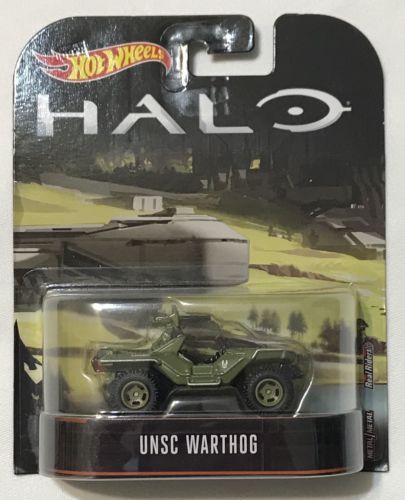 HOT WHEELS
HALO
Real Riders
METAL/METAL
UNSC WARTHOG